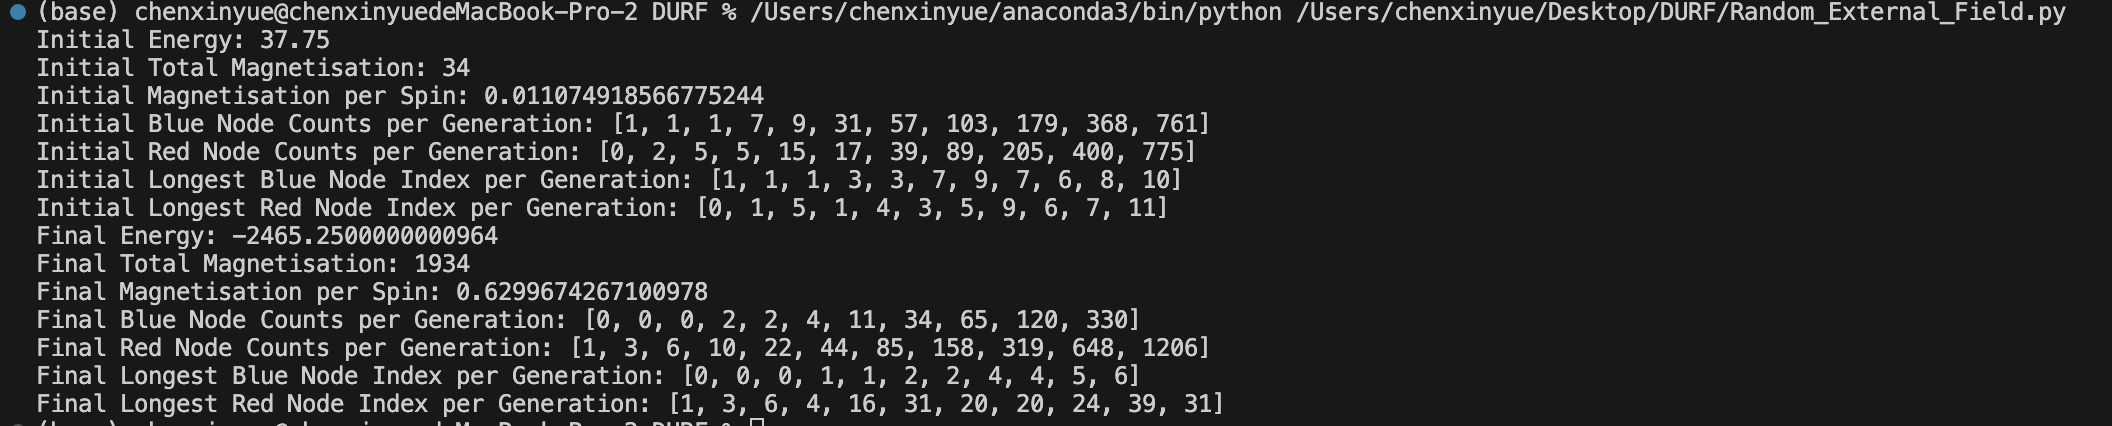 (base) chenxinyue@chenxinyuedeMacBook-Pro-2 DURF % /Users/chenxinyue/anaconda3/bin/python /Users/chenxinyue/Desktop/DURF/Random_External_Field.py
Initial Energy: 37.75
Initial Total Magnetisation: 34
Initial Magnetisation per Spin: 0.011074918566775244
Initial Blue Node Counts per Generation: [1, 1, 1, 7, 9, 31, 57, 103, 179, 368, 761]
Initial Red Node Counts per Generation: [0, 2, 5, 5, 15, 17, 39, 89, 205, 400, 775]
Initial Longest Blue Node Index per Generation: [1, 1, 1, 3, 3, 7, 9, 7, 6, 8, 10]
Initial Longest Red Node Index per Generation: [0, 1, 5, 1, 4, 3, 5, 9, 6, 7, 11]
Final Energy: -2465.2500000000964
Final Total Magnetisation: 1934
Final Magnetisation per Spin: 0.6299674267100978
Final Blue Node Counts per Generation: [0, 0, 0, 2, 2, 4, 11, 34, 65, 120, 330]
Final Red Node Counts per Generation: [1, 3, 6, 10, 22, 44, 85, 158, 319, 648, 1206]
Final Longest Blue Node Index per Generation: [0, 0, 0, 1, 1, 2, 2, 4, 4, 5, 6]
Final Longest Red Node Index per Generation: [1, 3, 6, 4, 16, 31, 20, 20, 24, 39, 31]